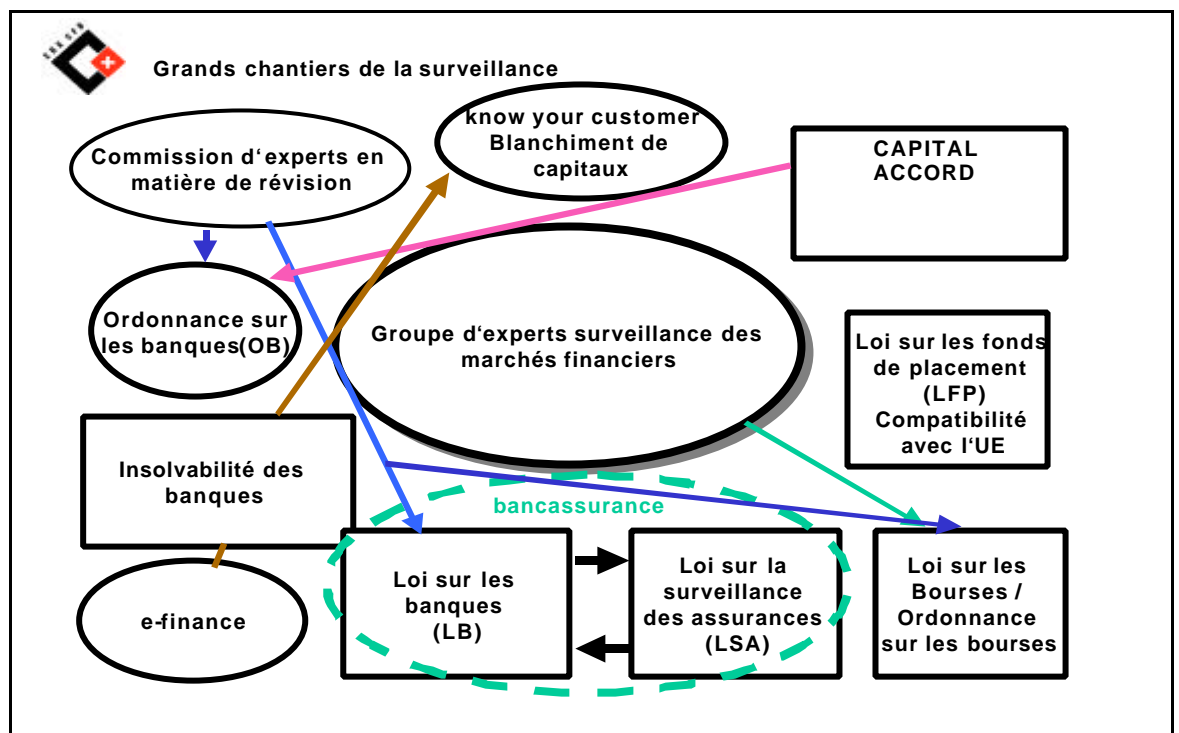 EBK SFB
Grands chantiers de la surveillance
know your customer
Blanchiment de
capitaux
Commission d‘experts en
matière de révision
CAPITAL
ACCORD
Ordonnance sur
les banques(OB)
Groupe d‘experts surveillance des
marchés financiers
Loi sur les fonds
de placement
(LFP)
Compatibilité
avec l‘UE
Insolvabilité des
banques
bancassurance
e-finance
Loi sur les
banques
(LB)
Loi sur la
surveillance
des assurances
(LSA)
Loi sur les
Bourses /
Ordonnance
sur les bourses